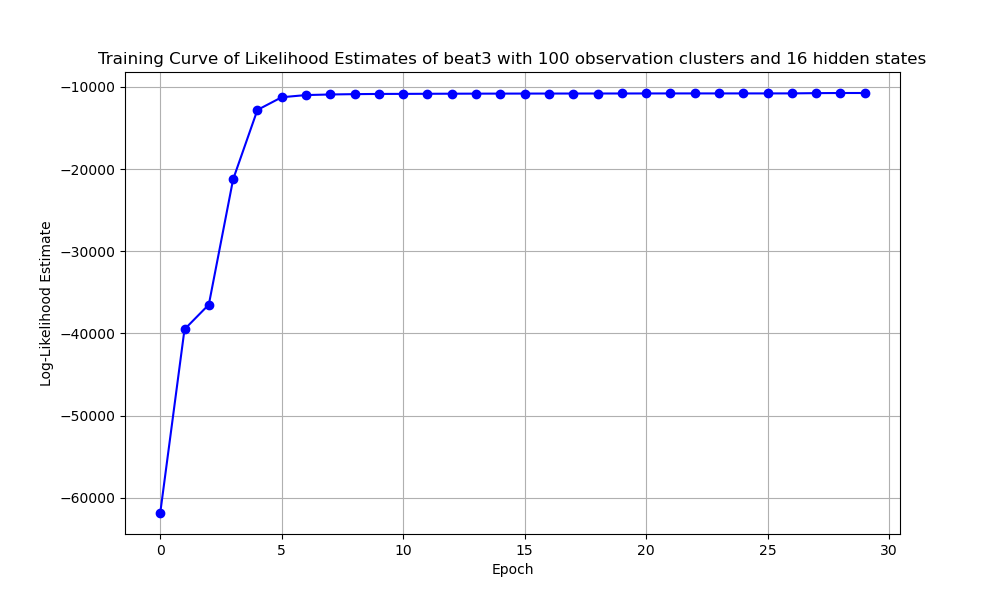 Training Curve of Likelihood Estimates of beat3 with 100 observation clusters and 16 hidden states
Log-Likelihood Estimate
−10000
−20000
−30000
−40000
−50000
−60000
0 5 10 15 20 25 30
Epoch